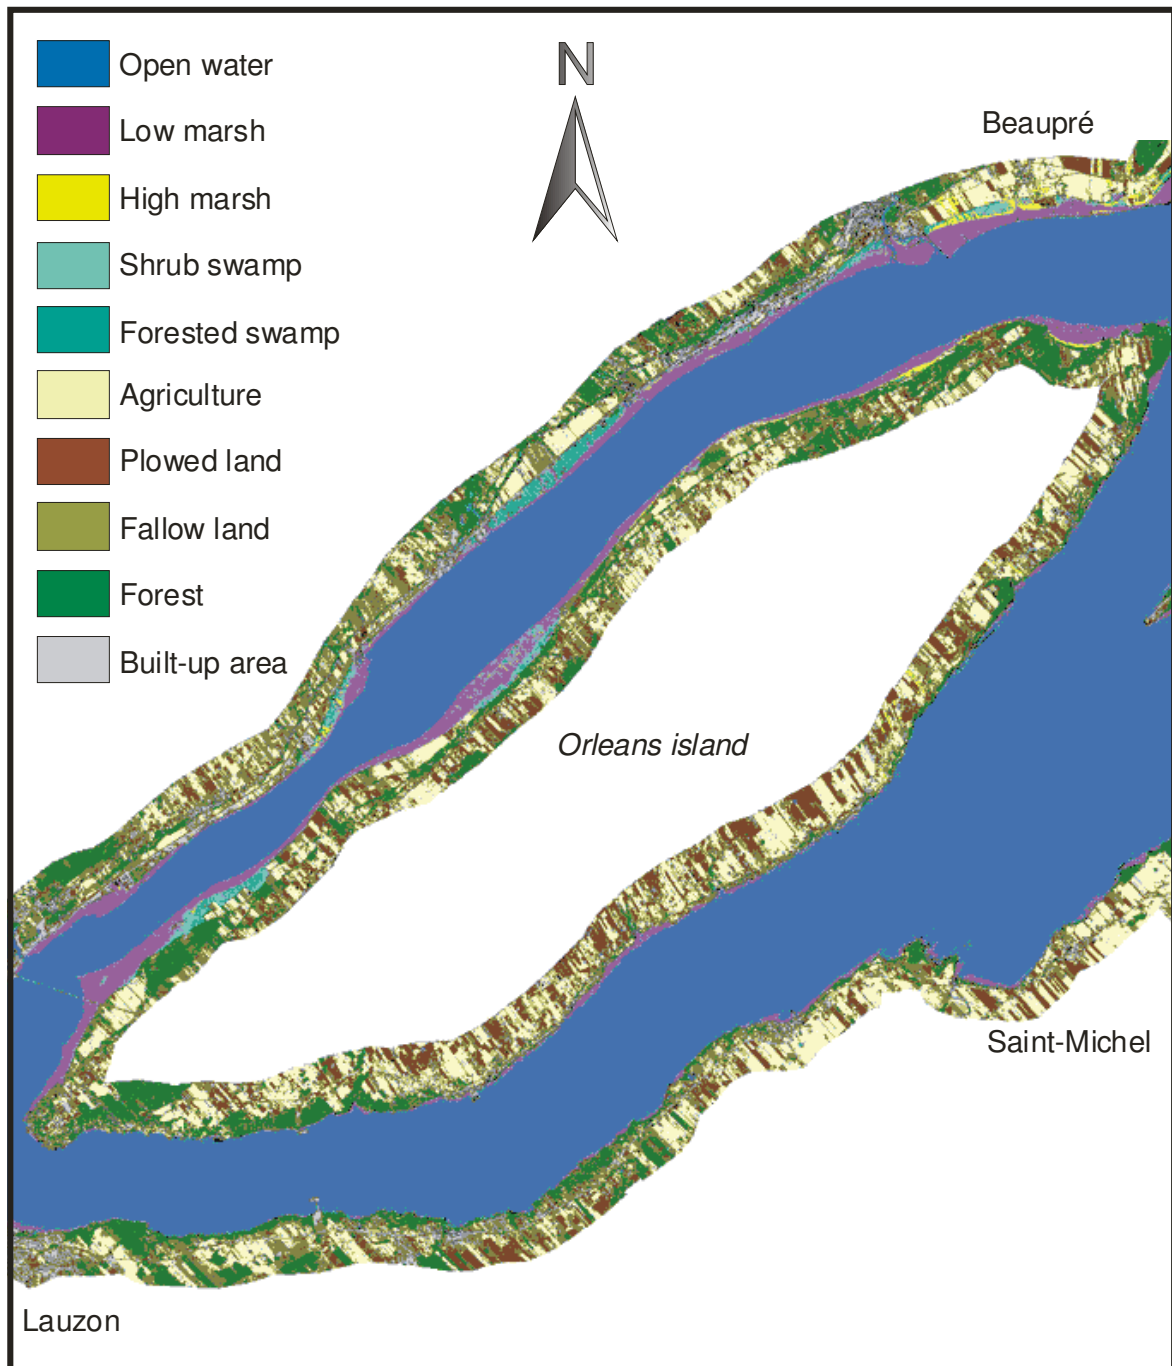 Open water
Low marsh
High marsh
Shrub swamp
Forested swamp
Agriculture
Plowed land
Fallow land
Forest
Built-up area
N
Beaupré
Orleans island
Saint-Michel
Lauzon